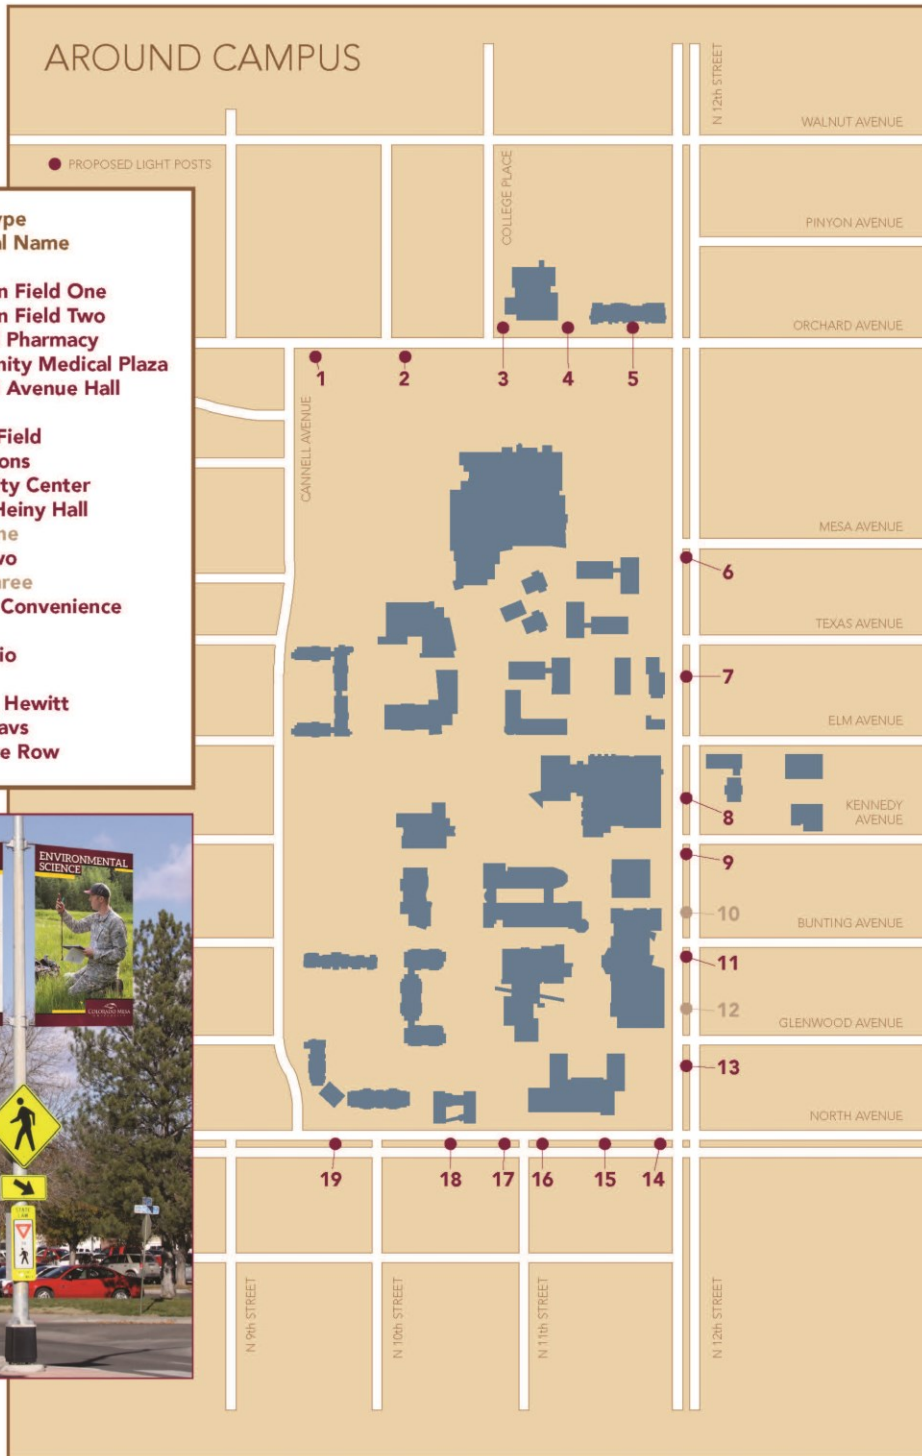 AROUND CAMPUS
N 12th STREET
WALNUT AVENUE
PROPOSED LIGHT POSTS
COLLEGE PLACE
PINYON AVENUE
ORCHARD AVENUE
al Name
n Field One
n Field Two
Pharmacy
nity Medical Plaza
Avenue Hall
Field
ons
ty Center
Heiny Hall
ne
vo
ree
Convenience
io
Hewitt
avs
e Row
1
2
3
4
5
CANNELL AVENUE
MESA AVENUE
6
TEXAS AVENUE
7
ELM AVENUE
8
KENNEDY
AVENUE
9
10
BUNTING AVENUE
11
12
GLENWOOD AVENUE
13
NORTH AVENUE
19
18
17
16
15
14
N 9th STREET
N 10th STREET
N 11th STREET
N 12th STREET
ENVIRONMENTAL
SCIENCE
COLORADO MESA